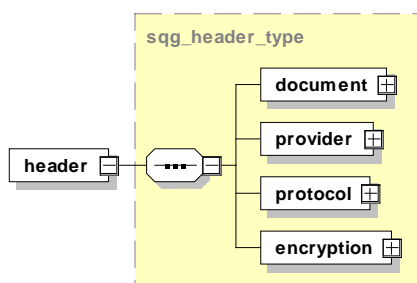 sqg_header_type
document
provider
header
protocol
encryption